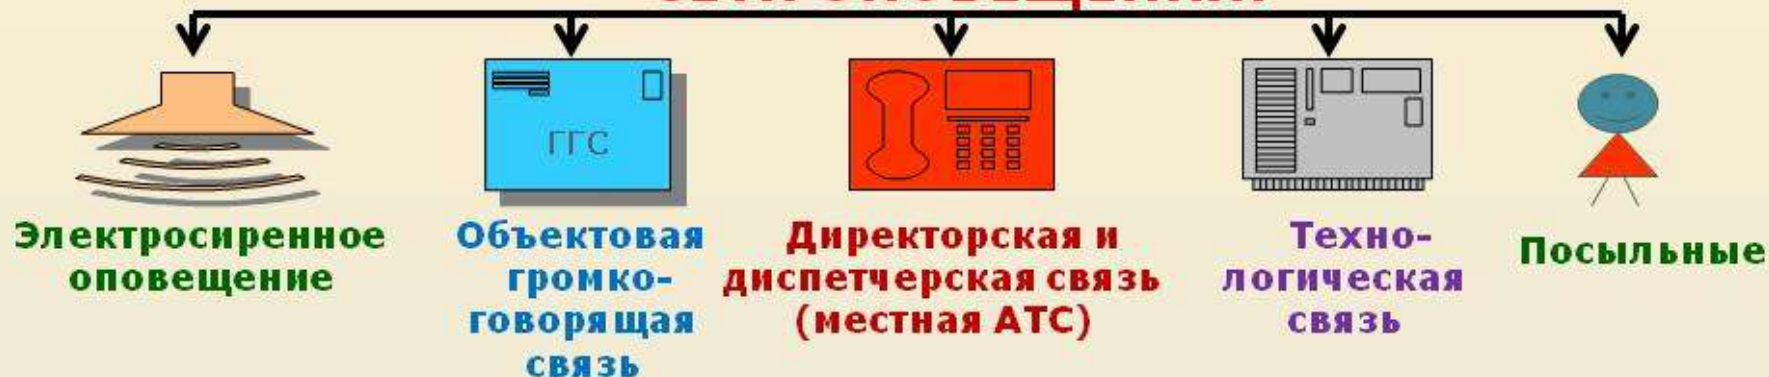 ГГС
Электросиренное
оповещение
Объектовая
громко-
говорящая
связь
Директорская и
диспетчерская связь
(местная АТС)
Техно-
логическая
связь
Посыльные